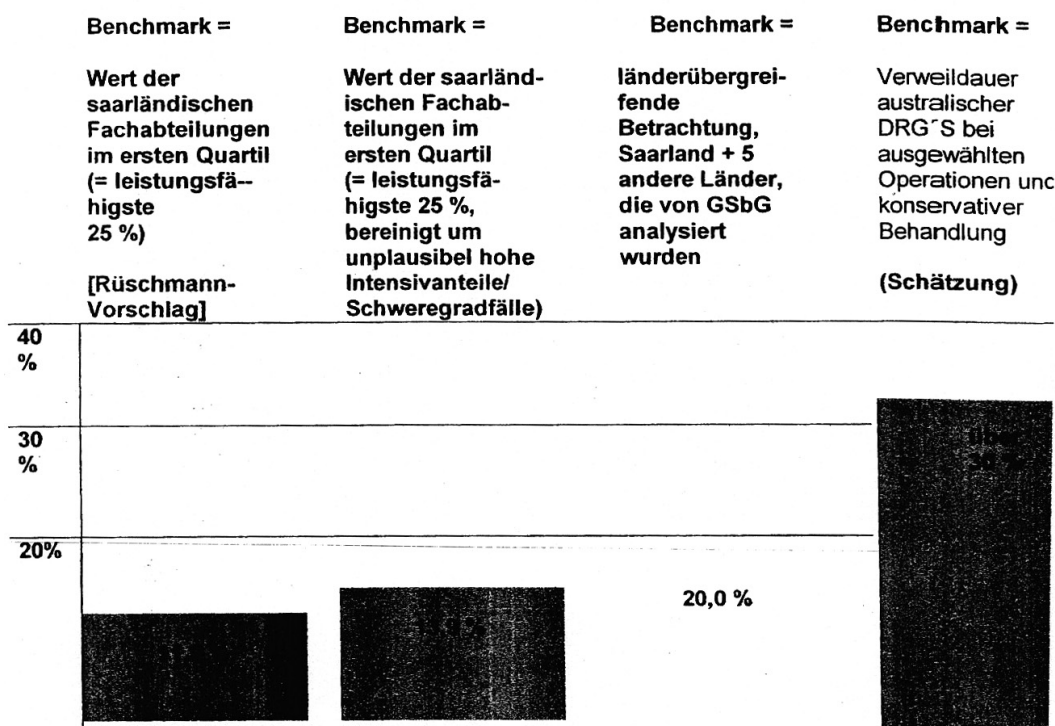 Benchmark =
Wert der
saarländischen
Fachabteilungen
im ersten Quartil
(= leistungsfä--
higste
25 %)
[Rüschmann-
Vorschlag]
Benchmark =
Wert der saarländ-
ischen Fachab-
teilungen im
ersten Quartil
(= leistungsfä-
higste 25 %,
bereinigt um
unplausibel hohe
Intensivanteile/
Schweregradfälle)
Benchmark =
länderübergrei-
fende
Betrachtung,
Saarland + 5
andere Länder,
die von GSbG
analysiert
wurden
Benchmark =
Verweildauer
australischer
DRG´S bei
ausgewählten
Operationen und
konservativer
Behandlung
(Schätzung)
40
%
30
%
20%
20,0 %
über
30 %